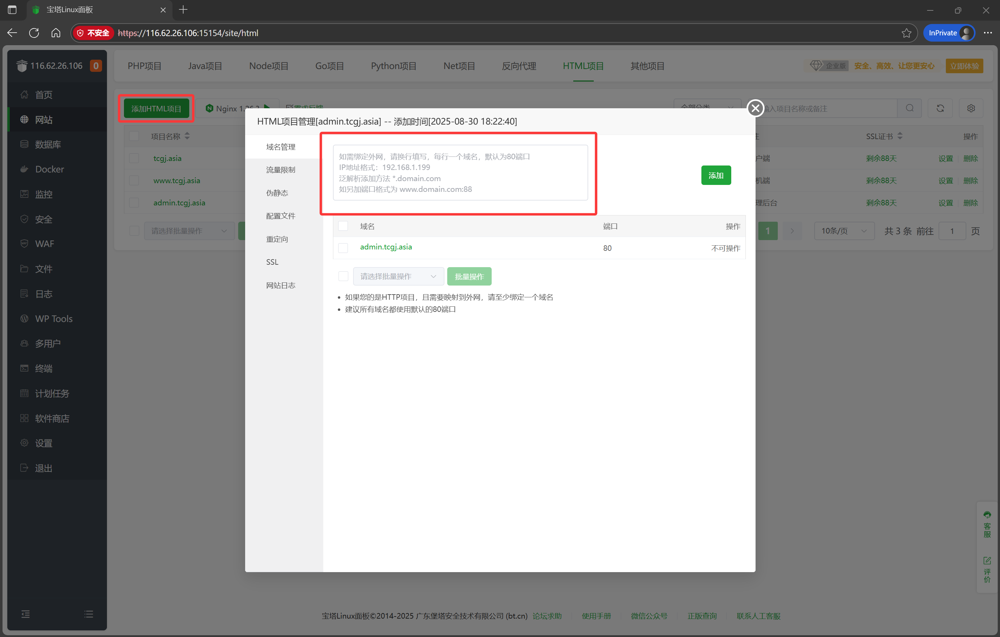 宝塔Linux面板
不安全 https://116.62.26.106:15154/site/html
InPrivate
116.62.26.106 0
首页
网站
数据库
Docker
监控
安全
WAF
文件
日志
WP Tools
多用户
终端
计划任务
软件商店
设置
退出
PHP项目 Java项目 Node项目 Go项目 Python项目 Net项目 反向代理 HTML项目 其他项目
企业版 安全、高效、让您更安心 立即体验
添加HTML项目 Nginx 1.26.3 需求反馈 全部分类 输入项目名称或备注
项目名称 SSL证书 操作
tcgj.asia 户端 剩余88天 设置 删除
www.tcgj.asia 机端 剩余88天 设置 删除
admin.tcgj.asia 理后台 剩余88天 设置 删除
请选择批量操作 1 10条/页 共 3 条 前往 1 页
HTML项目管理[admin.tcgj.asia] -- 添加时间[2025-08-30 18:22:40]
域名管理
流量限制
伪静态
配置文件
重定向
SSL
网站日志
如需绑定外网，请换行填写，每行一个域名，默认为80端口
IP地址格式：192.168.1.199
泛解析添加方法 *.domain.com
如另加端口格式为 www.domain.com:88
添加
域名 端口 操作
admin.tcgj.asia 80 不可操作
请选择批量操作 批量操作
如果您的是HTTP项目，且需要映射到外网，请至少绑定一个域名
建议所有域名都使用默认的80端口
客服
评价
宝塔Linux面板©2014-2025 广东堡塔安全技术有限公司 (bt.cn) 论坛求助 使用手册 微信公众号 正版查询 联系人工客服